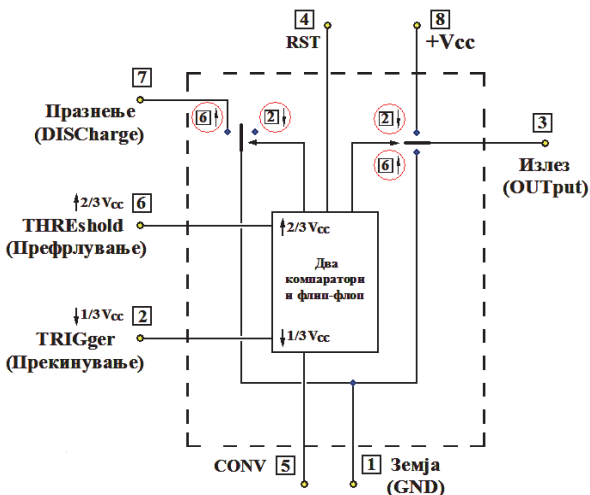 4
RST
8
+Vcc
7
Празнење
(DISCharge)
6
2
2
6
3
Излез
(OUTput)
2/3 Vcc
6
THREshold
(Префрлување)
2/3 Vcc
Два
компаратори
и флип-флоп
1/3 Vcc
2
TRIGger
(Прекинување)
1/3 Vcc
CONV
5
1
Земја
(GND)